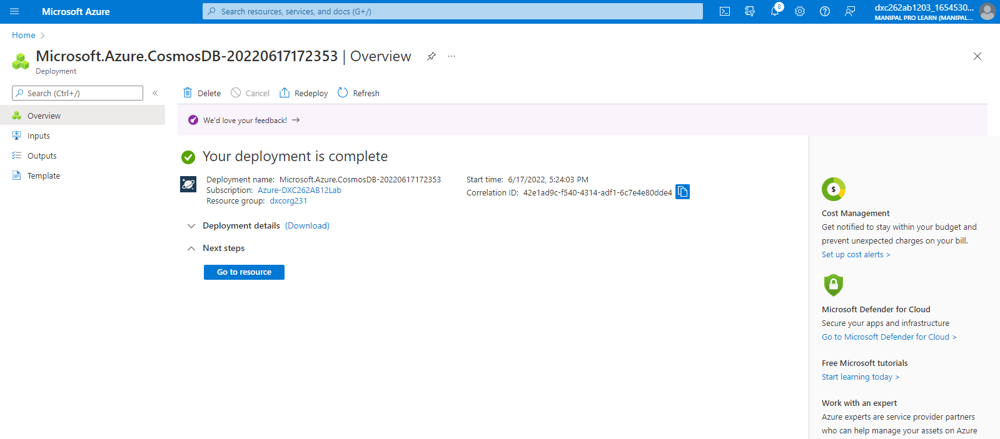 Microsoft Azure
Search resources, services, and docs (G+/)
8
dxc262ab1203_1654530...
MANIPAL PRO LEARN (MANIPAL...
Home >
Microsoft.Azure.CosmosDB-20220617172353 | Overview
Deployment
Search (Ctrl+/)
Overview
Inputs
Outputs
Template
Delete
Cancel
Redeploy
Refresh
We'd love your feedback! →
Your deployment is complete
Deployment name: Microsoft.Azure.CosmosDB-20220617172353
Subscription: Azure-DXC262AB12Lab
Resource group: dxcorg231
Start time: 6/17/2022, 5:24:03 PM
Correlation ID: 42e1ad9c-f540-4314-adf1-6c7e4e80dde4
Deployment details (Download)
Next steps
Go to resource
Cost Management
Get notified to stay within your budget and
prevent unexpected charges on your bill.
Set up cost alerts >
Microsoft Defender for Cloud
Secure your apps and infrastructure
Go to Microsoft Defender for Cloud >
Free Microsoft tutorials
Start learning today >
Work with an expert
Azure experts are service provider partners
who can help manage your assets on Azure